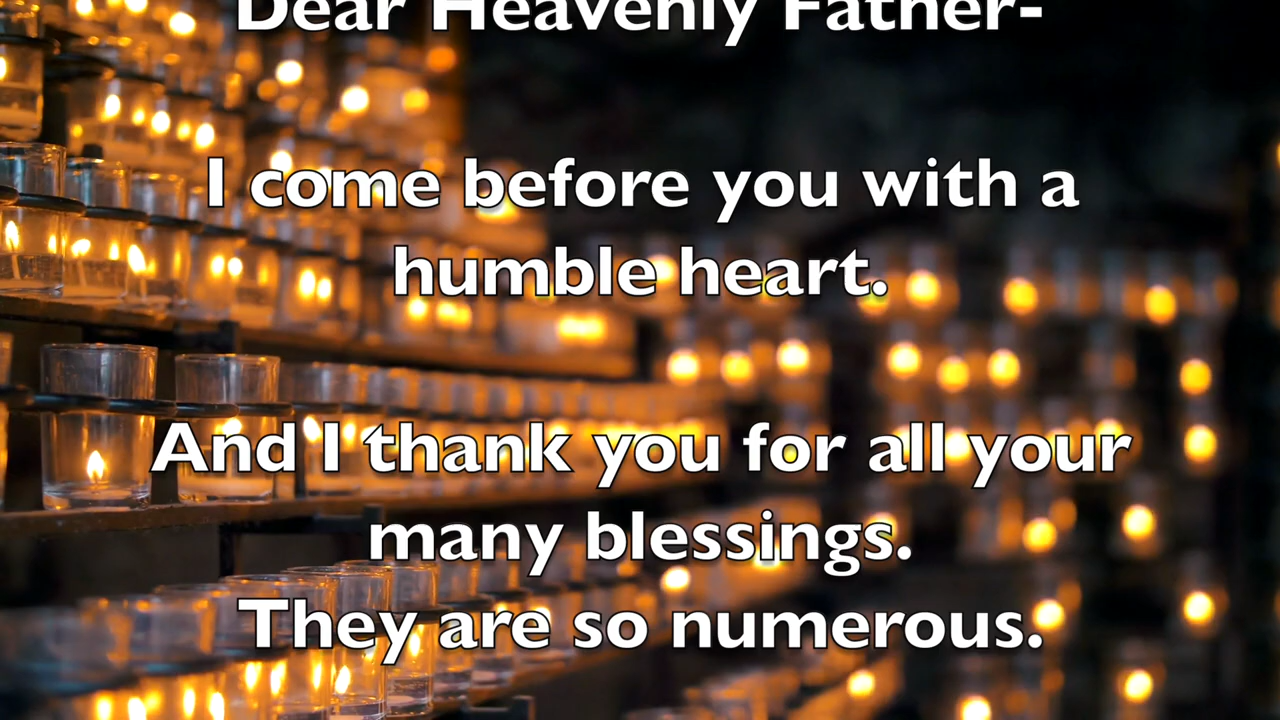 Dear Heavenly Father-
I come before you with a
humble heart.
And I thank you for all your
many blessings.
They are so numerous.